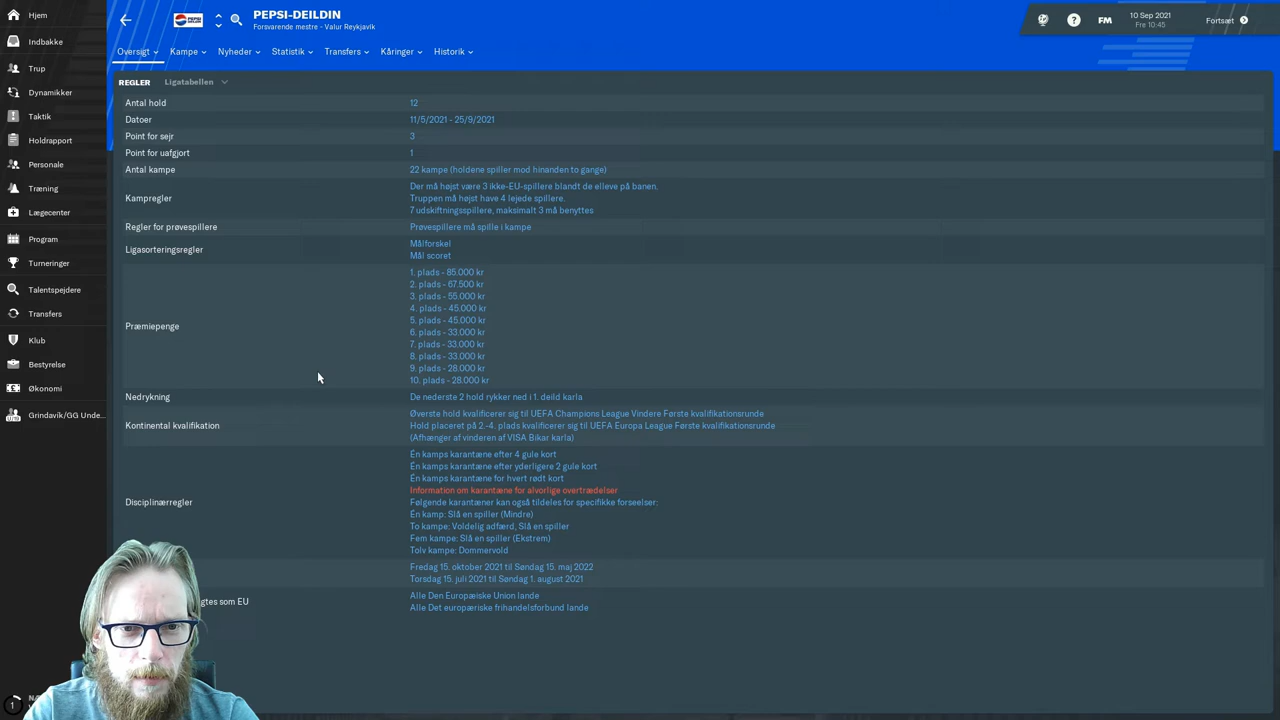 Hjem
Indbakke
Trup
Dynamikker
Taktik
Holdrapport
Personale
Træning
Lægecenter
Program
Turneringer
Talentspejdere
Transfers
Klub
Bestyrelse
Økonomi
Grindavík/GG Unde...
1
PEPSI-DEILDIN
Forsvarende mestre - Valur Reykjavík
FM
10 Sep 2021
Fre 10:45
Fortsæt
Oversigt
Kampe
Nyheder
Statistik
Transfers
Kåringer
Historik
REGLER
Ligatabellen
Antal hold
12
Datoer
11/5/2021 - 25/9/2021
Point for sejr
3
Point for uafgjort
1
Antal kampe
22 kampe (holdene spiller mod hinanden to gange)
Kampregler
Der må højst være 3 ikke-EU-spillere blandt de elleve på banen.
Truppen må højst have 4 lejede spillere.
7 udskiftningsspillere, maksimalt 3 må benyttes
Regler for prøvespillere
Prøvespillere må spille i kampe
Ligasorteringsregler
Målforskel
Mål scoret
Præmiepenge
1. plads - 85.000 kr
2. plads - 67.500 kr
3. plads - 55.000 kr
4. plads - 45.000 kr
5. plads - 45.000 kr
6. plads - 33.000 kr
7. plads - 33.000 kr
8. plads - 33.000 kr
9. plads - 28.000 kr
10. plads - 28.000 kr
Nedrykning
De nederste 2 hold rykker ned i 1. deild karla
Kontinental kvalifikation
Øverste hold kvalificerer sig til UEFA Champions League Vindere Første kvalifikationsrunde
Hold placeret på 2.-4. plads kvalificerer sig til UEFA Europa League Første kvalifikationsrunde
(Afhænger af vinderen af VISA Bikar karla)
Disciplinærregler
Én kamps karantæne efter 4 gule kort
Én kamps karantæne efter yderligere 2 gule kort
Én kamps karantæne for hvert rødt kort
Information om karantæne for alvorlige overtrædelser
Følgende karantæner kan også tildeles for specifikke forseelser:
Én kamp: Slå en spiller (Mindre)
To kampe: Voldelig adfærd, Slå en spiller
Fem kampe: Slå en spiller (Ekstrem)
Tolv kampe: Dommervold
Fredag 15. oktober 2021 til Søndag 15. maj 2022
Torsdag 15. juli 2021 til Søndag 1. august 2021
gtes som EU
Alle Den Europæiske Union lande
Alle Det europæriske frihandelsforbund lande